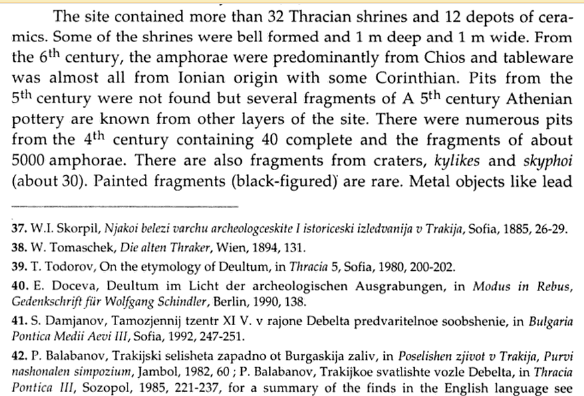 The site contained more than 32 Thracian shrines and 12 depots of cera-
mics. Some of the shrines were bell formed and 1 m deep and 1 m wide. From
the 6th century, the amphorae were predominantly from Chios and tableware
was almost all from Ionian origin with some Corinthian. Pits from the
5th century were not found but several fragments of A 5th century Athenian
pottery are known from other layers of the site. There were numerous pits
from the 4th century containing 40 complete and the fragments of about
5000 amphorae. There are also fragments from craters, kylikes and skyphoi
(about 30). Painted fragments (black-figured) are rare. Metal objects like lead
37. W.I. Skorpil, Njakoi belezi varchu archeologceskite I istoriceski izledvanija v Trakija, Sofia, 1885, 26-29.
38. W. Tomaschek, Die alten Thraker, Wien, 1894, 131.
39. T. Todorov, On the etymology of Deultum, in Thracia 5, Sofia, 1980, 200-202.
40. E. Doceva, Deultum im Licht der archeologischen Ausgrabungen, in Modus in Rebus,
Gedenkschrift für Wolfgang Schindler, Berlin, 1990, 138.
41. S. Damjanov, Tamozjennij tzentr XI V. v rajone Debelta predvaritelnoe soobshenie, in Bulgaria
Pontica Medii Aevi III, Sofia, 1992, 247-251.
42. P. Balabanov, Trakijski selisheta zapadno ot Burgaskija zaliv, in Poselishen zjivot v Trakija, Purvi
nashonalen simpozium, Jambol, 1982, 60 ; P. Balabanov, Trakijkoe svatlishte vozle Debelta, in Thracia
Pontica III, Sozopol, 1985, 221-237, for a summary of the finds in the English language see